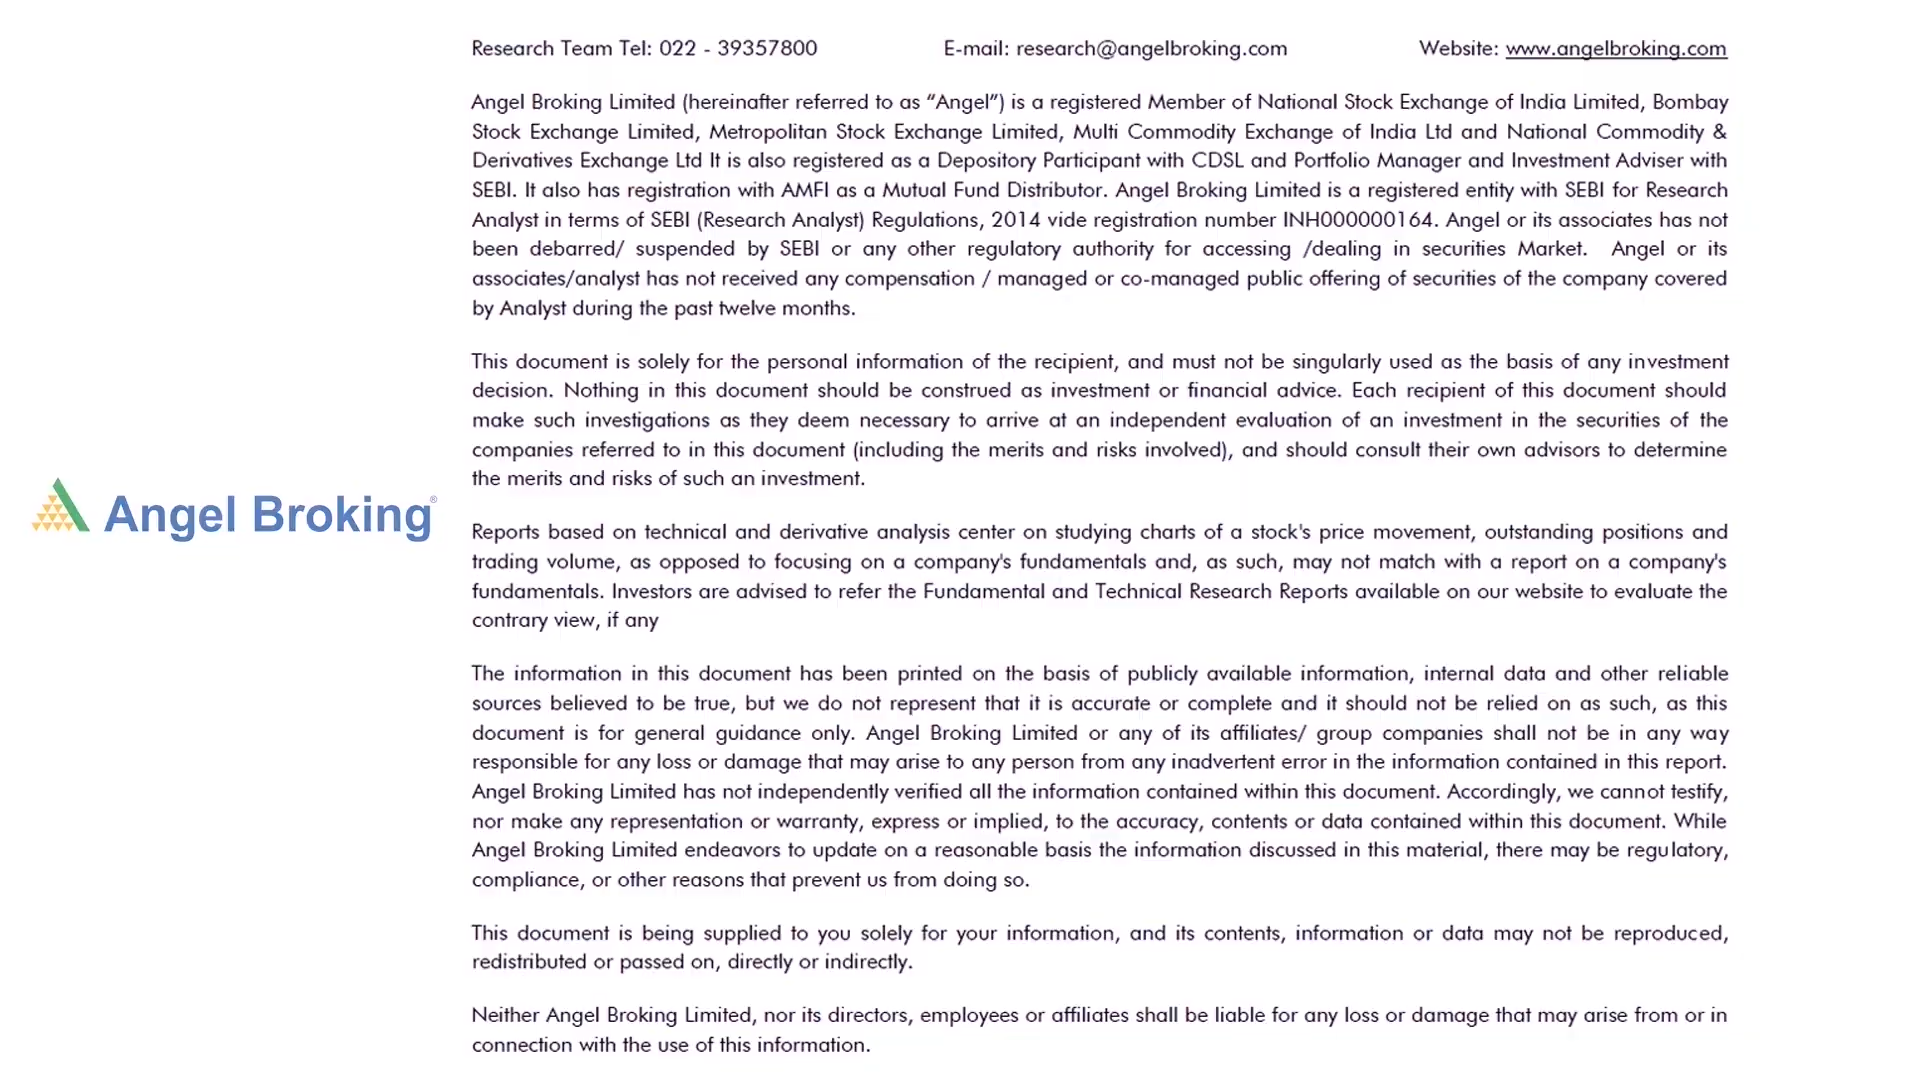 Research Team Tel: 022 - 39357800 E-mail: research@angelbroking.com Website: www.angelbroking.com
Angel Broking Limited (hereinafter referred to as “Angel”) is a registered Member of National Stock Exchange of India Limited, Bombay
Stock Exchange Limited, Metropolitan Stock Exchange Limited, Multi Commodity Exchange of India Ltd and National Commodity &
Derivatives Exchange Ltd It is also registered as a Depository Participant with CDSL and Portfolio Manager and Investment Adviser with
SEBI. It also has registration with AMFI as a Mutual Fund Distributor. Angel Broking Limited is a registered entity with SEBI for Research
Analyst in terms of SEBI (Research Analyst) Regulations, 2014 vide registration number INH000000164. Angel or its associates has not
been debarred/ suspended by SEBI or any other regulatory authority for accessing /dealing in securities Market. Angel or its
associates/analyst has not received any compensation / managed or co-managed public offering of securities of the company covered
by Analyst during the past twelve months.
This document is solely for the personal information of the recipient, and must not be singularly used as the basis of any investment
decision. Nothing in this document should be construed as investment or financial advice. Each recipient of this document should
make such investigations as they deem necessary to arrive at an independent evaluation of an investment in the securities of the
companies referred to in this document (including the merits and risks involved), and should consult their own advisors to determine
the merits and risks of such an investment.
Angel Broking®
Reports based on technical and derivative analysis center on studying charts of a stock's price movement, outstanding positions and
trading volume, as opposed to focusing on a company's fundamentals and, as such, may not match with a report on a company's
fundamentals. Investors are advised to refer the Fundamental and Technical Research Reports available on our website to evaluate the
contrary view, if any
The information in this document has been printed on the basis of publicly available information, internal data and other reliable
sources believed to be true, but we do not represent that it is accurate or complete and it should not be relied on as such, as this
document is for general guidance only. Angel Broking Limited or any of its affiliates/ group companies shall not be in any way
responsible for any loss or damage that may arise to any person from any inadvertent error in the information contained in this report.
Angel Broking Limited has not independently verified all the information contained within this document. Accordingly, we cannot testify,
nor make any representation or warranty, express or implied, to the accuracy, contents or data contained within this document. While
Angel Broking Limited endeavors to update on a reasonable basis the information discussed in this material, there may be regulatory,
compliance, or other reasons that prevent us from doing so.
This document is being supplied to you solely for your information, and its contents, information or data may not be reproduced,
redistributed or passed on, directly or indirectly.
Neither Angel Broking Limited, nor its directors, employees or affiliates shall be liable for any loss or damage that may arise from or in
connection with the use of this information.